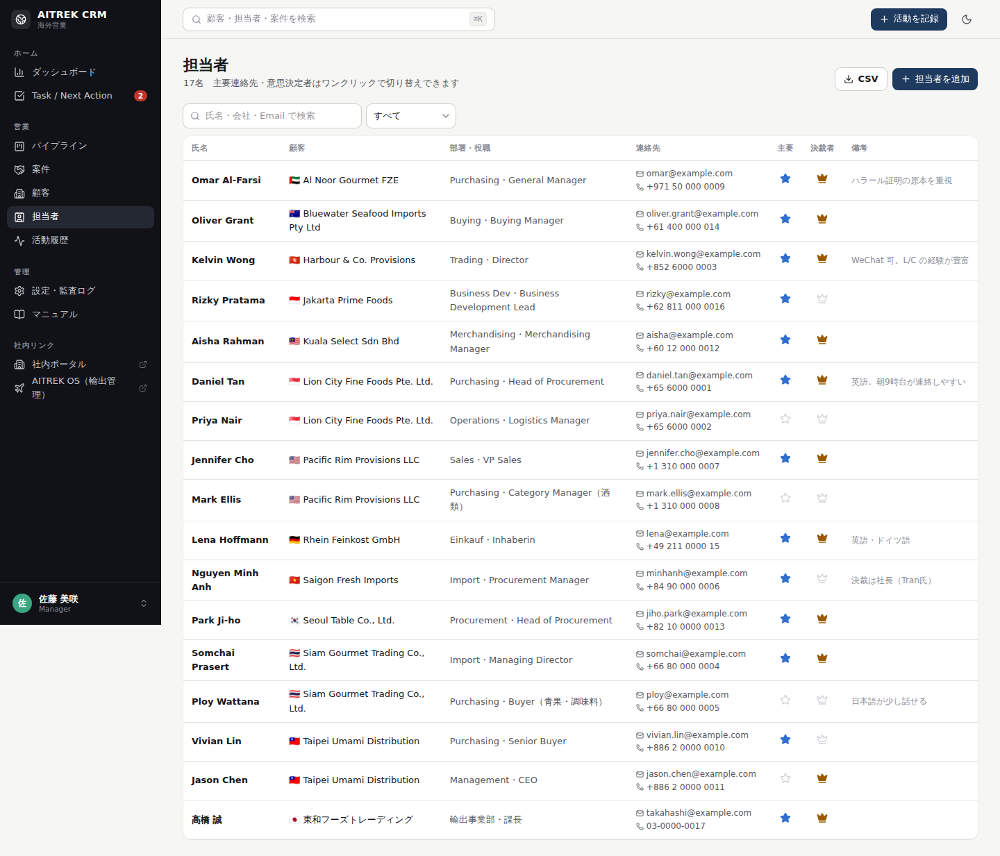 AITREK CRM
海外営業
ホーム
ダッシュボード
Task / Next Action 2
営業
パイプライン
案件
顧客
担当者
活動履歴
管理
設定・監査ログ
マニュアル
社内リンク
社内ポータル
AITREK OS（輸出管
理）
佐 佐藤 美咲
Manager
顧客・担当者・案件を検索 ⌘K
活動を記録
担当者
17名 主要連絡先・意思決定者はワンクリックで切り替えできます
CSV
担当者を追加
氏名・会社・Email で検索
すべて
氏名 顧客 部署・役職 連絡先 主要 決裁者 備考
Omar Al-Farsi 🇦🇪 Al Noor Gourmet FZE Purchasing・General Manager omar@example.com ハラール証明の原本を重視
+971 50 000 0009
Oliver Grant 🇦🇺 Bluewater Seafood Imports Buying・Buying Manager oliver.grant@example.com
Pty Ltd +61 400 000 014
Kelvin Wong 🇭🇰 Harbour & Co. Provisions Trading・Director kelvin.wong@example.com WeChat 可。L/C の経験が豊富
+852 6000 0003
Rizky Pratama 🇮🇩 Jakarta Prime Foods Business Dev・Business rizky@example.com
Development Lead +62 811 000 0016
Aisha Rahman 🇲🇾 Kuala Select Sdn Bhd Merchandising・Merchandising aisha@example.com
Manager +60 12 000 0012
Daniel Tan 🇸🇬 Lion City Fine Foods Pte. Ltd. Purchasing・Head of Procurement daniel.tan@example.com 英語。朝9時台が連絡しやすい
+65 6000 0001
Priya Nair 🇸🇬 Lion City Fine Foods Pte. Ltd. Operations・Logistics Manager priya.nair@example.com
+65 6000 0002
Jennifer Cho 🇺🇸 Pacific Rim Provisions LLC Sales・VP Sales jennifer.cho@example.com
+1 310 000 0007
Mark Ellis 🇺🇸 Pacific Rim Provisions LLC Purchasing・Category Manager（酒 mark.ellis@example.com
類） +1 310 000 0008
Lena Hoffmann 🇩🇪 Rhein Feinkost GmbH Einkauf・Inhaberin lena@example.com 英語・ドイツ語
+49 211 0000 15
Nguyen Minh 🇻🇳 Saigon Fresh Imports Import・Procurement Manager minhanh@example.com 決裁は社長（Tran氏）
Anh +84 90 000 0006
Park Ji-ho 🇰🇷 Seoul Table Co., Ltd. Procurement・Head of Procurement jiho.park@example.com
+82 10 0000 0013
Somchai 🇹🇭 Siam Gourmet Trading Co., Import・Managing Director somchai@example.com
Prasert Ltd. +66 80 000 0004
Ploy Wattana 🇹🇭 Siam Gourmet Trading Co., Purchasing・Buyer（青果・調味料） ploy@example.com 日本語が少し話せる
Ltd. +66 80 000 0005
Vivian Lin 🇹🇼 Taipei Umami Distribution Purchasing・Senior Buyer vivian.lin@example.com
+886 2 0000 0010
Jason Chen 🇹🇼 Taipei Umami Distribution Management・CEO jason.chen@example.com
+886 2 0000 0011
高橋 誠 🇯🇵 東和フーズトレーディング 輸出事業部・課長 takahashi@example.com
03-0000-0017